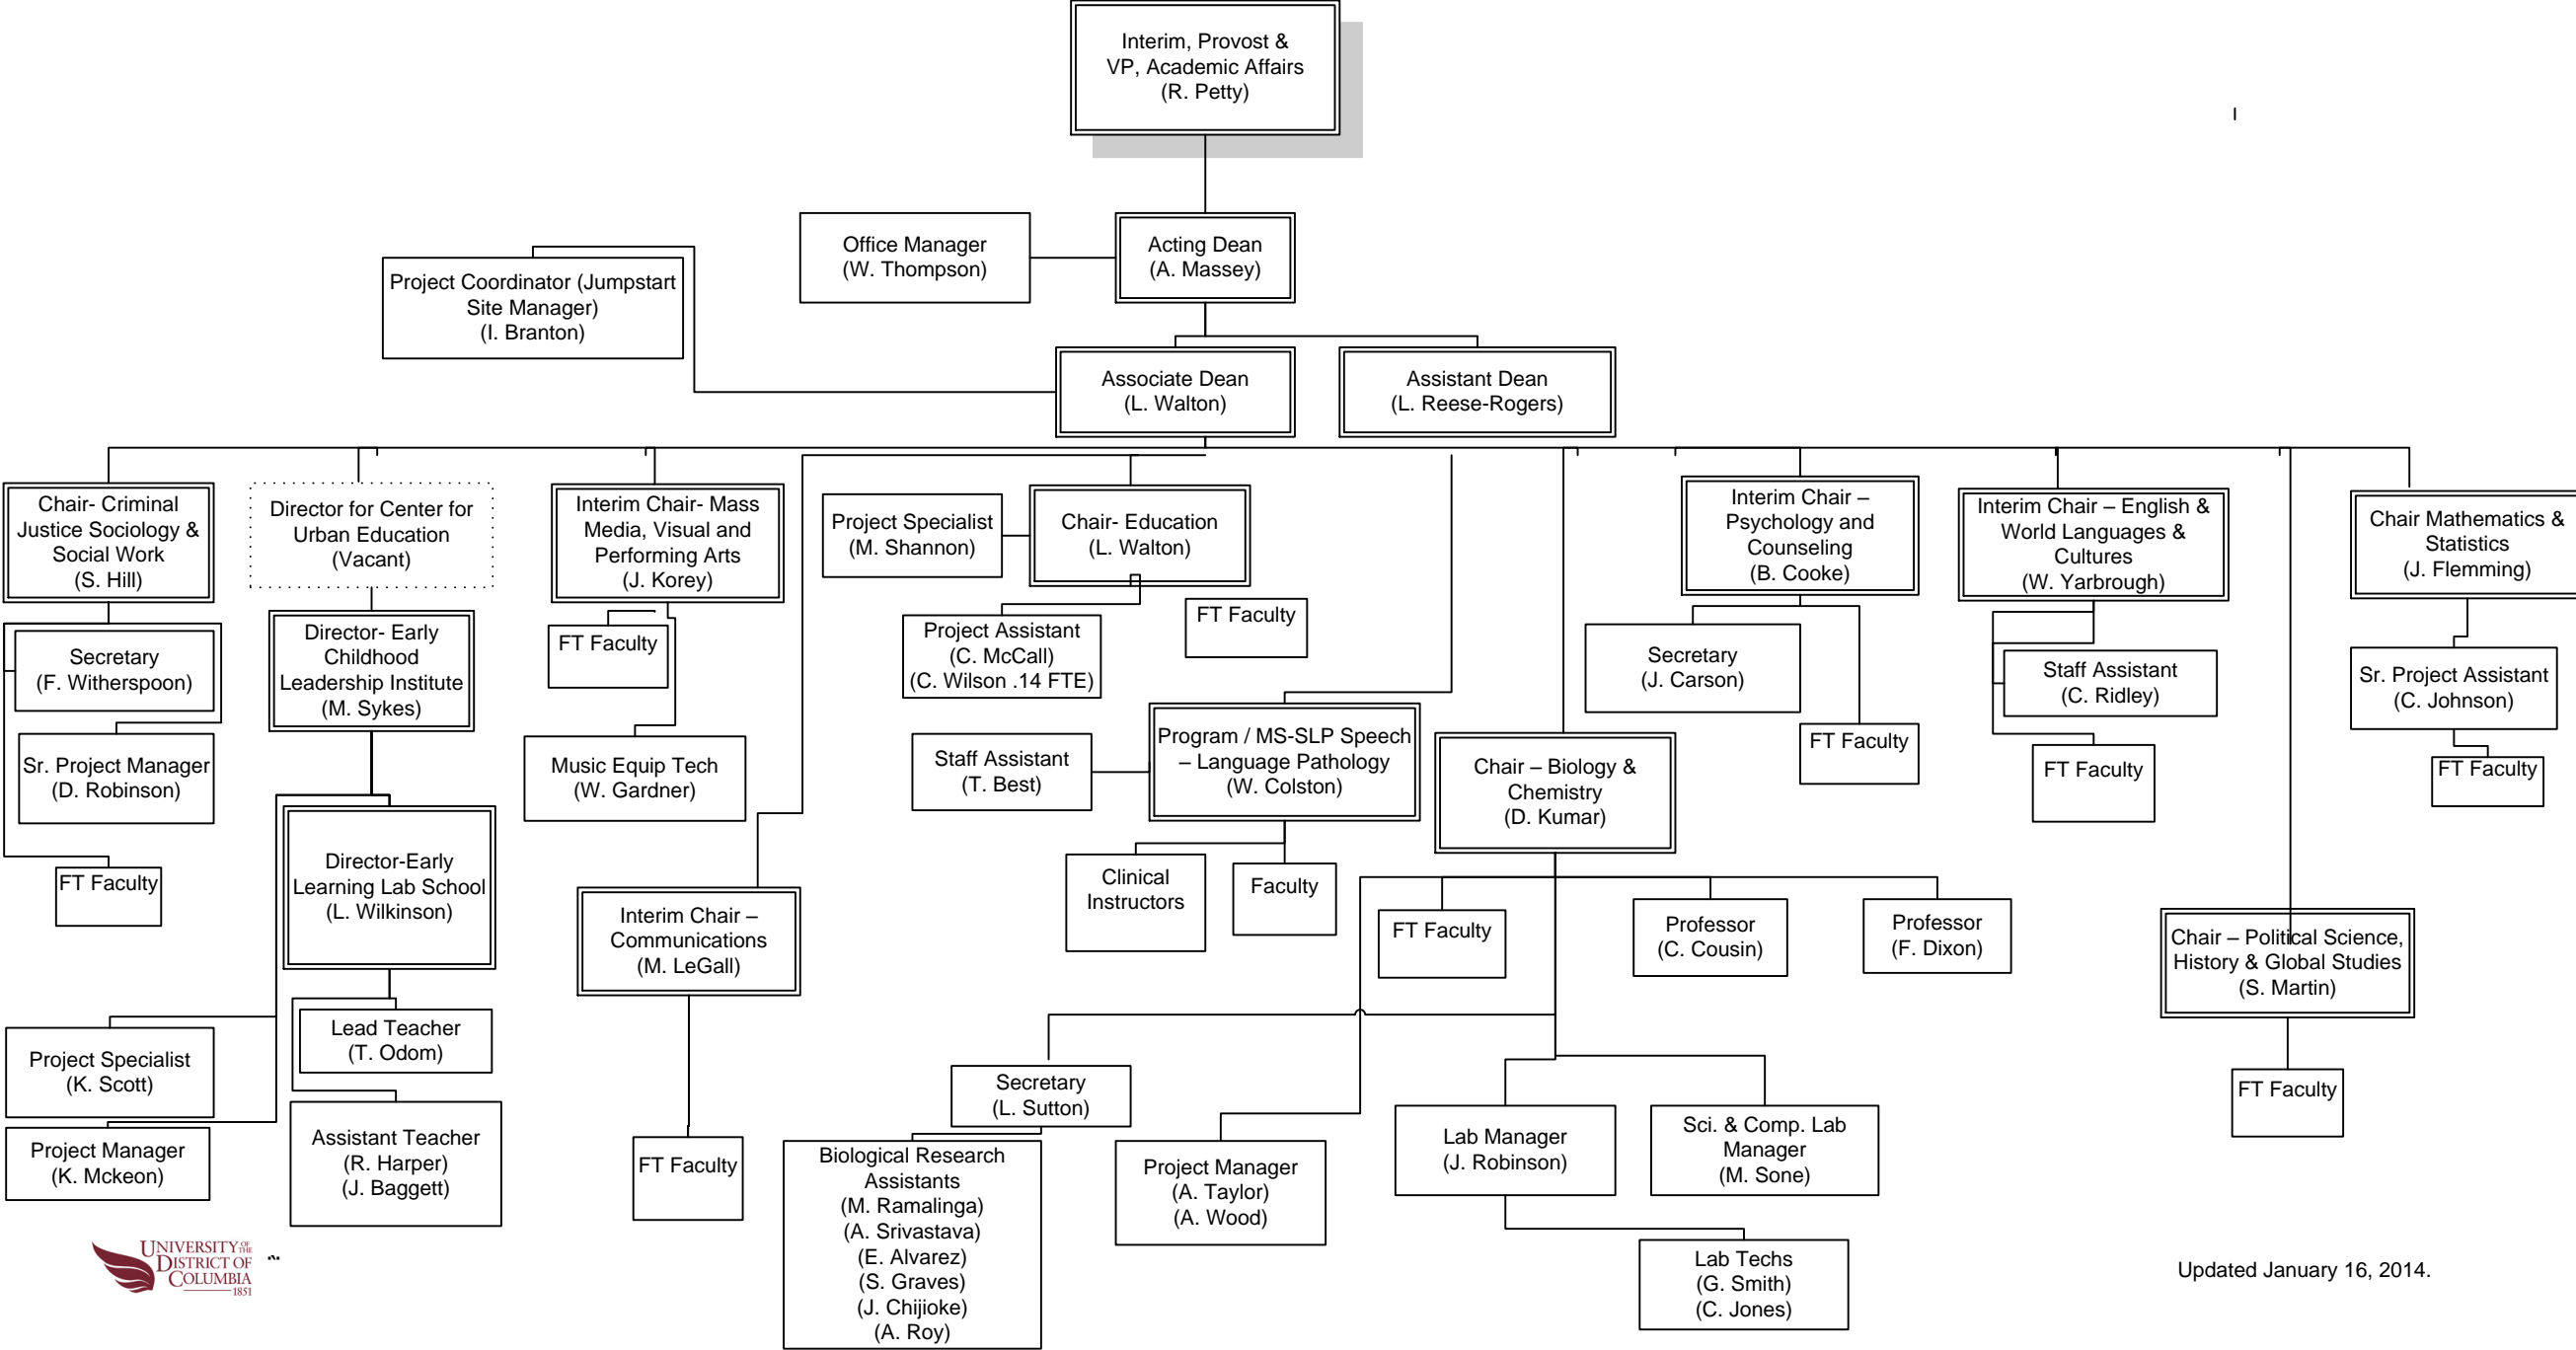 Interim, Provost &
VP, Academic Affairs
(R. Petty)
Office Manager
(W. Thompson)
Acting Dean
(A. Massey)
Project Coordinator (Jumpstart
Site Manager)
(I. Branton)
Associate Dean
(L. Walton)
Assistant Dean
(L. Reese-Rogers)
Chair- Criminal
Justice Sociology &
Social Work
(S. Hill)
Director for Center for
Urban Education
(Vacant)
Interim Chair- Mass
Media, Visual and
Performing Arts
(J. Korey)
Project Specialist
(M. Shannon)
Chair- Education
(L. Walton)
Interim Chair –
Psychology and
Counseling
(B. Cooke)
Interim Chair – English &
World Languages &
Cultures
(W. Yarbrough)
Chair Mathematics &
Statistics
(J. Flemming)
Secretary
(F. Witherspoon)
Director- Early
Childhood
Leadership Institute
(M. Sykes)
FT Faculty
Project Assistant
(C. McCall)
(C. Wilson .14 FTE)
FT Faculty
Secretary
(J. Carson)
Staff Assistant
(C. Ridley)
Sr. Project Assistant
(C. Johnson)
Sr. Project Manager
(D. Robinson)
Music Equip Tech
(W. Gardner)
Staff Assistant
(T. Best)
Program / MS-SLP Speech
– Language Pathology
(W. Colston)
Chair – Biology &
Chemistry
(D. Kumar)
FT Faculty
FT Faculty
FT Faculty
FT Faculty
Director-Early
Learning Lab School
(L. Wilkinson)
Interim Chair –
Communications
(M. LeGall)
Clinical
Instructors
Faculty
FT Faculty
Professor
(C. Cousin)
Professor
(F. Dixon)
Chair – Political Science,
History & Global Studies
(S. Martin)
Project Specialist
(K. Scott)
Lead Teacher
(T. Odom)
Secretary
(L. Sutton)
FT Faculty
Project Manager
(K. Mckeon)
Assistant Teacher
(R. Harper)
(J. Baggett)
FT Faculty
Biological Research
Assistants
(M. Ramalinga)
(A. Srivastava)
(E. Alvarez)
(S. Graves)
(J. Chijioke)
(A. Roy)
Project Manager
(A. Taylor)
(A. Wood)
Lab Manager
(J. Robinson)
Sci. & Comp. Lab
Manager
(M. Sone)
Lab Techs
(G. Smith)
(C. Jones)
UNIVERSITY OF THE
DISTRICT OF
COLUMBIA
1851
Updated January 16, 2014.